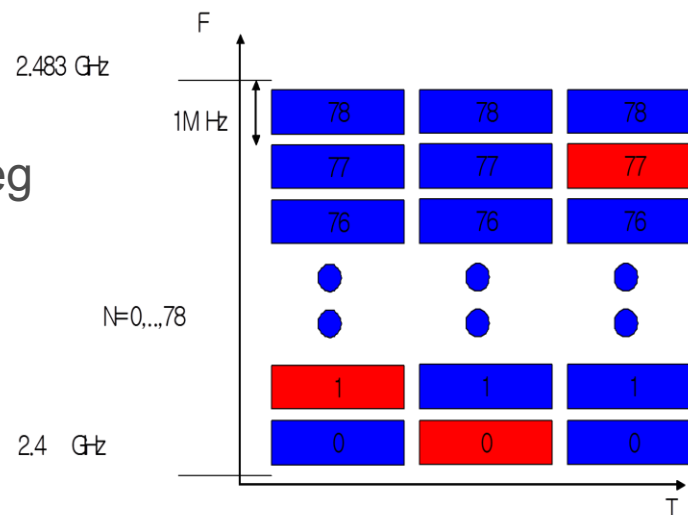 F
2.483 GHz
1M Hz
78 78 78
eg
77 77 77
76 76 76
N=0,..,78
1 1 1
2.4 GHz
0 0 0
T